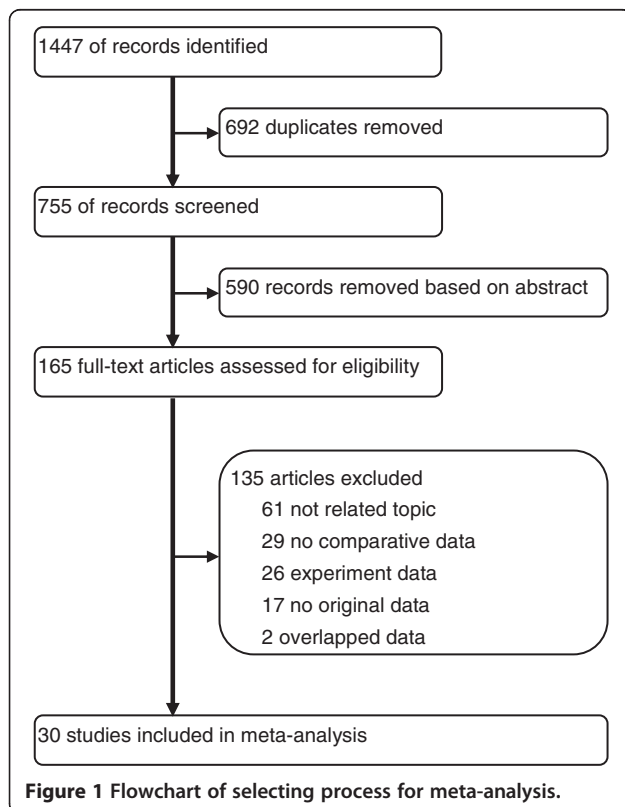 1447 of records identified
692 duplicates removed
755 of records screened
590 records removed based on abstract
165 full-text articles assessed for eligibility
135 articles excluded
61 not related topic
29 no comparative data
26 experiment data
17 no original data
2 overlapped data
30 studies included in meta-analysis
Figure 1 Flowchart of selecting process for meta-analysis.